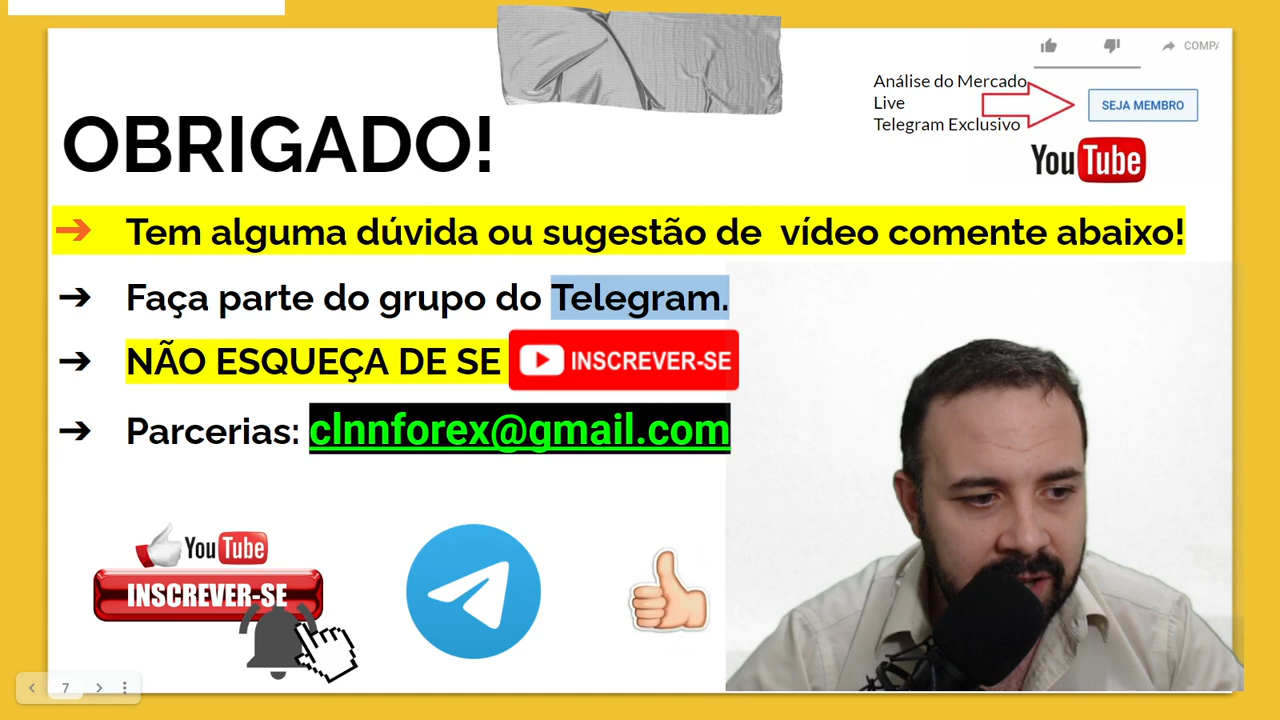 COMPA
Análise do Mercado
Live
Telegram Exclusivo
SEJA MEMBRO
YouTube
OBRIGADO!
➔ Tem alguma dúvida ou sugestão de vídeo comente abaixo!
➔ Faça parte do grupo do Telegram.
➔ NÃO ESQUEÇA DE SE INSCREVER-SE
➔ Parcerias: clnnforex@gmail.com
YouTube
INSCREVER-SE
7